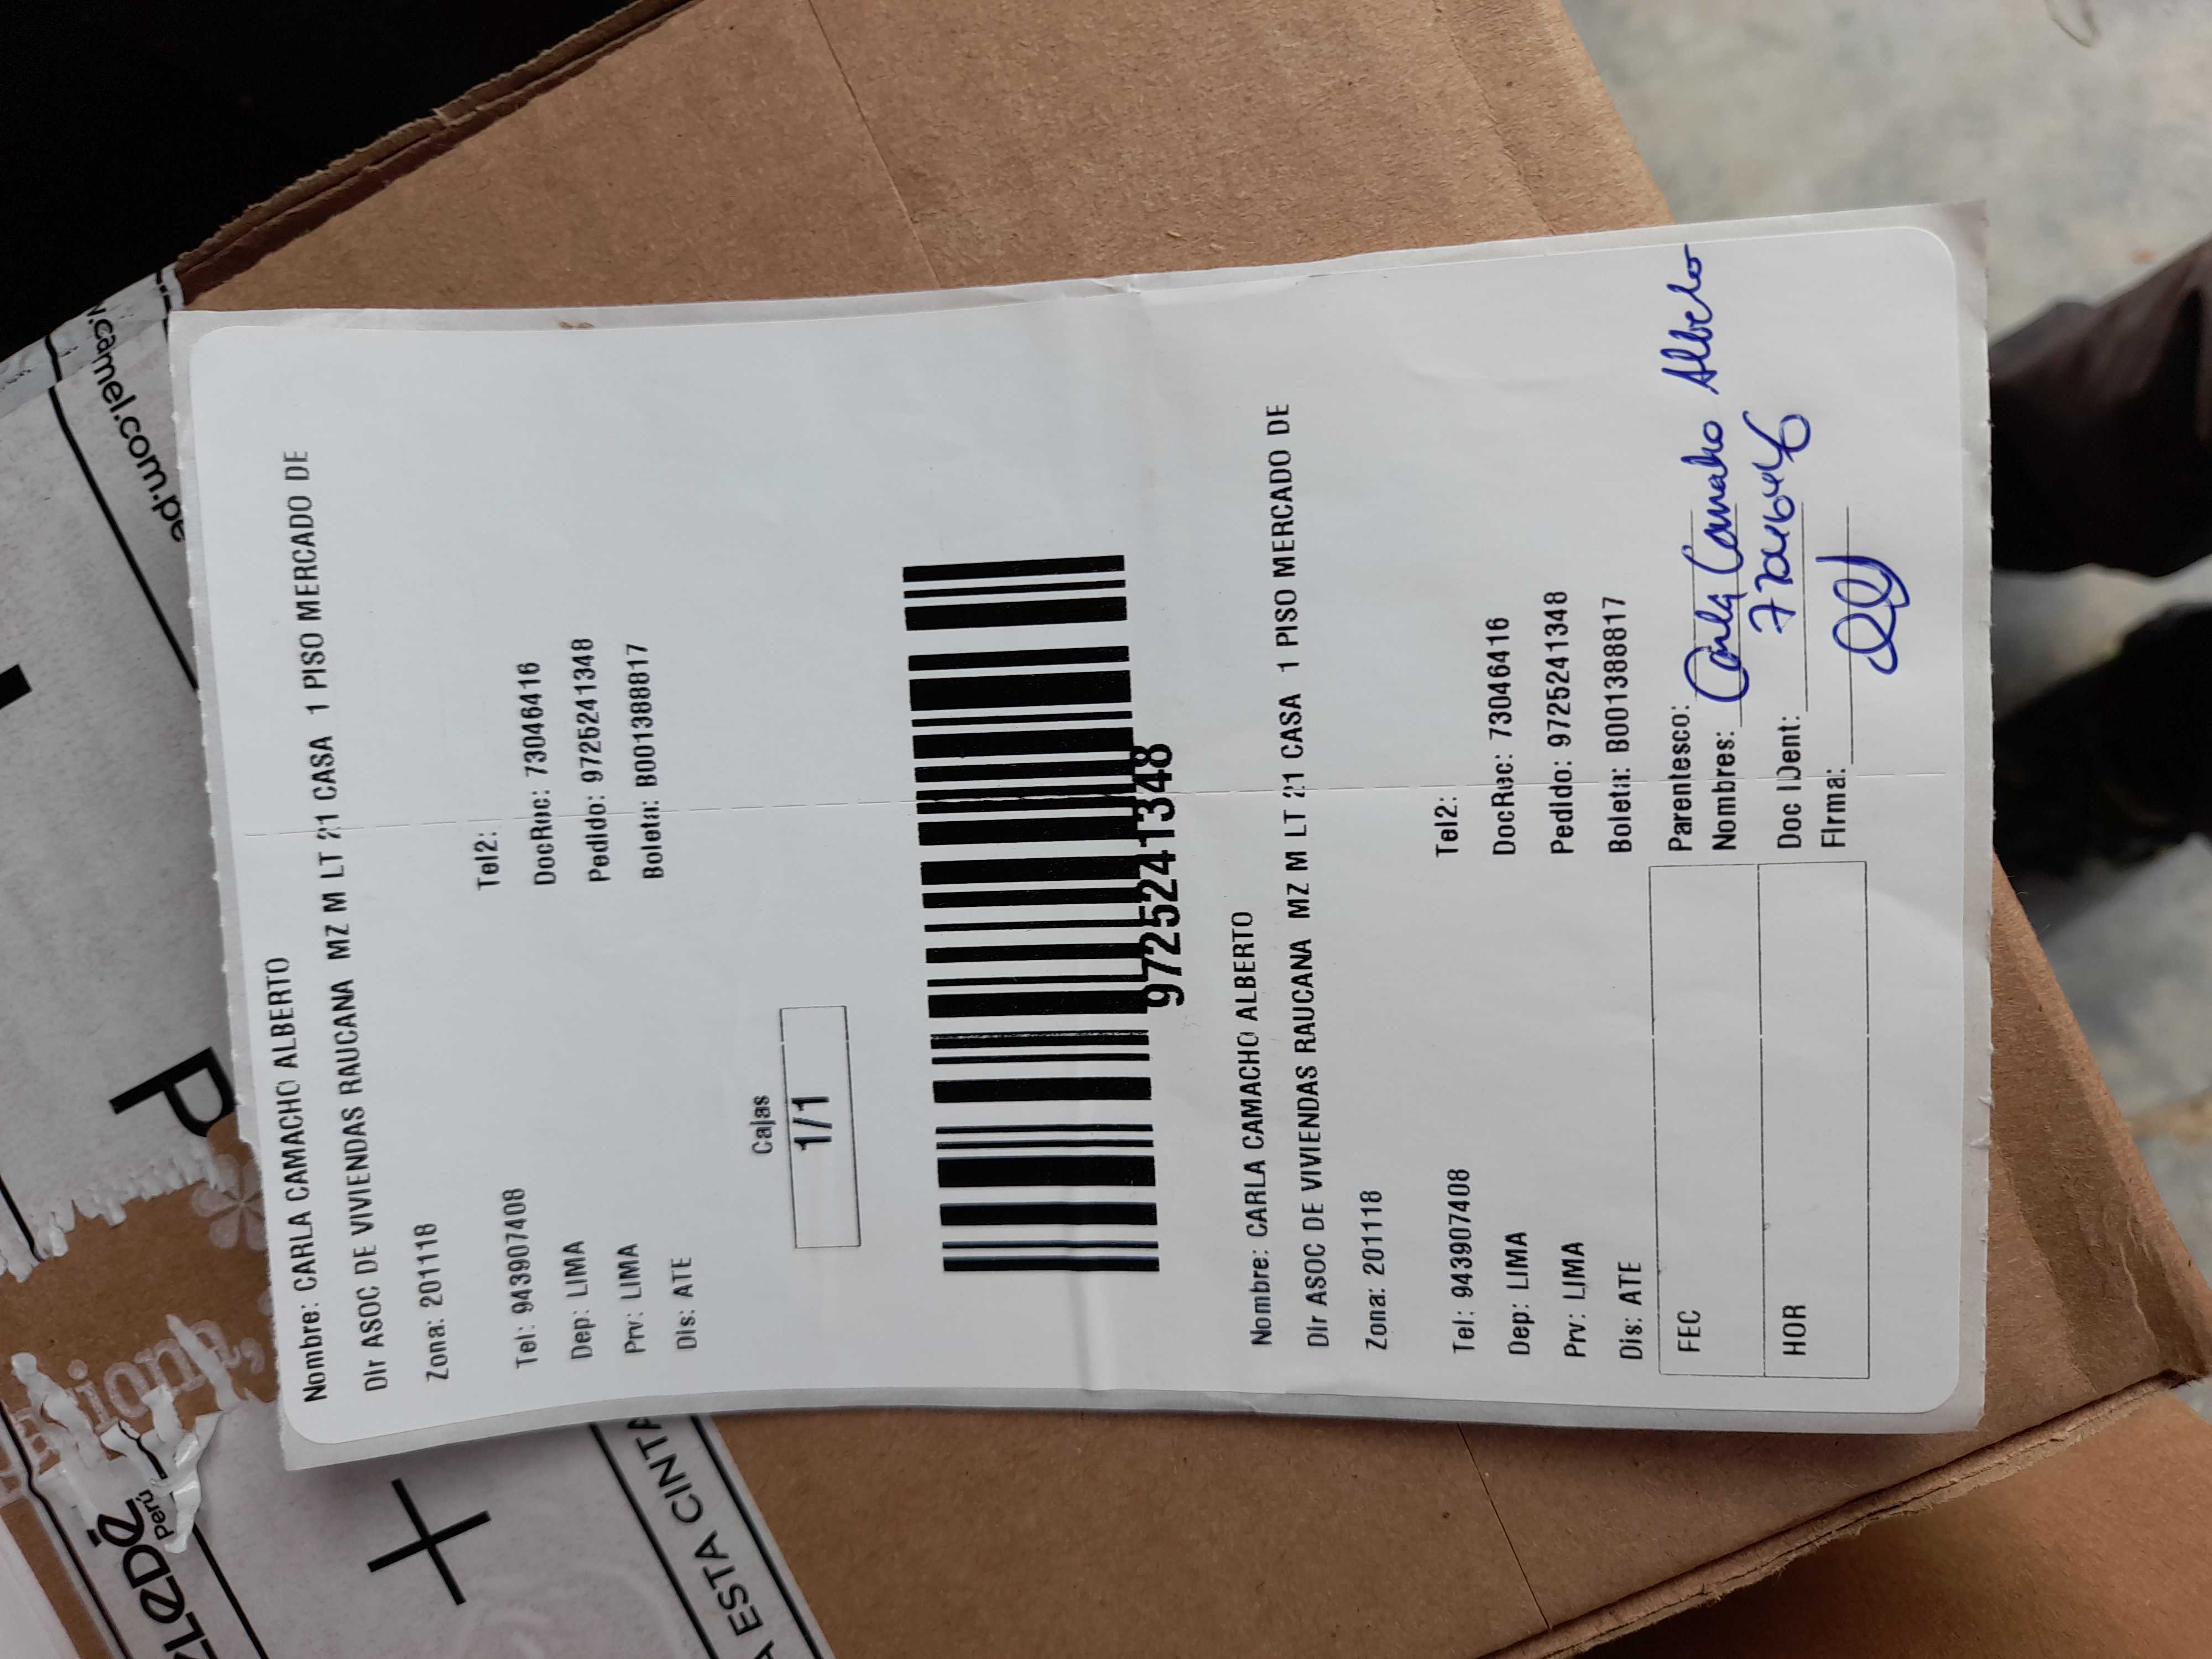 Nombre: CARLA CAMACHO ALBERTO
Dir ASOC DE VIVIENDAS RAUCANA MZ M LT 21 CASA 1 PISO MERCADO DE
Zona: 201118
Tel: 943907408 Tel2:
Dep: LIMA DocRec: 73046416
Prv: LIMA Pedido: 9725241348
Dis: ATE Boleta: B001388817
Cajas
1/1
9725241348
Nombre: CARLA CAMACHO ALBERTO
Dir ASOC DE VIVIENDAS RAUCANA MZ M LT 21 CASA 1 PISO MERCADO DE
Zona: 201118
Tel: 943907408 Tel2:
Dep: LIMA DocRec: 73046416
Prv: LIMA Pedido: 9725241348
Dis: ATE Boleta: B001388817
FEC Parentesco:
Nombres: Carla Camacho Alberto
HOR Doc IDent:
Firma:
.camel.com.pe
P
Perú
ESTA CINTA